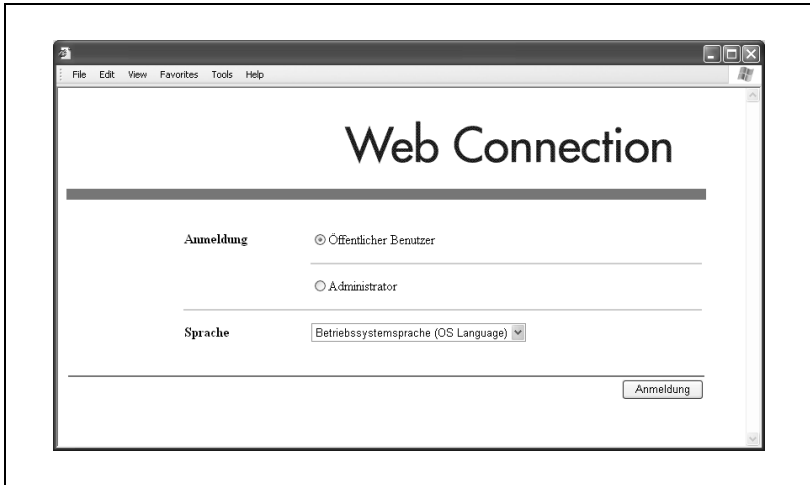 File Edit View Favorites Tools Help
Web Connection
Anmeldung Öffentlicher Benutzer
Administrator
Sprache Betriebssystemsprache (OS Language)
Anmeldung